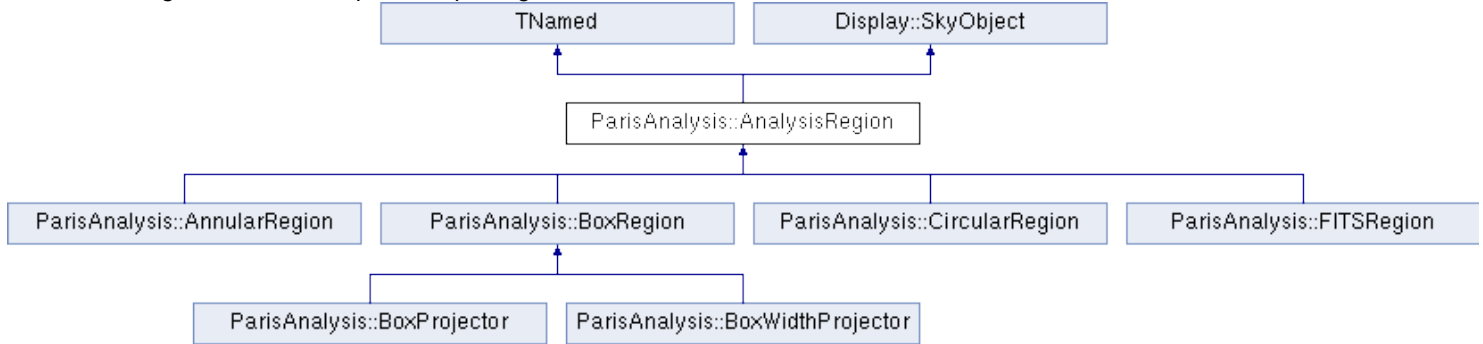 TNamed Display::SkyObject
ParisAnalysis::AnalysisRegion
ParisAnalysis::AnnularRegion ParisAnalysis::BoxRegion ParisAnalysis::CircularRegion ParisAnalysis::FITSRegion
ParisAnalysis::BoxProjector ParisAnalysis::BoxWidthProjector